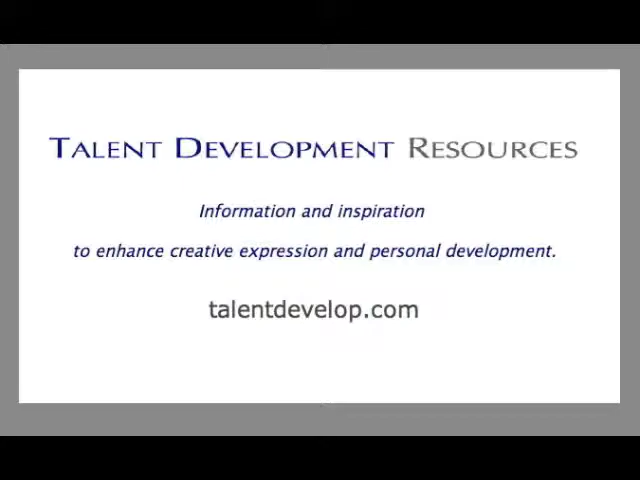 TALENT DEVELOPMENT RESOURCES
Information and inspiration
to enhance creative expression and personal development.
talentdevelop.com